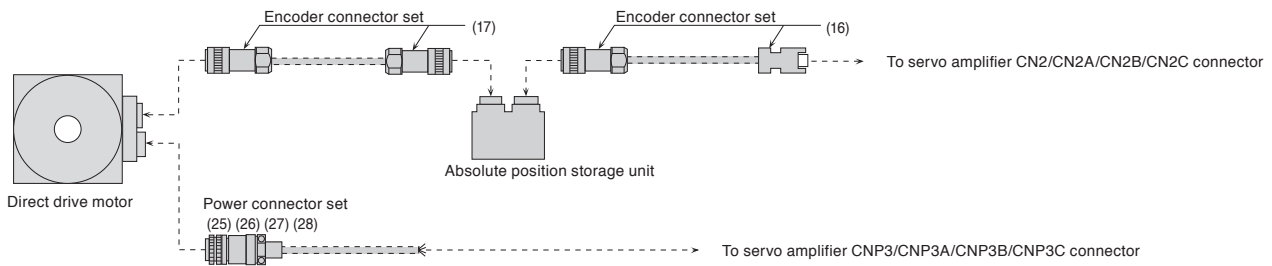 Encoder connector set
(17)
Encoder connector set
(16)
To servo amplifier CN2/CN2A/CN2B/CN2C connector
Absolute position storage unit
Direct drive motor
Power connector set
(25) (26) (27) (28)
To servo amplifier CNP3/CNP3A/CNP3B/CNP3C connector